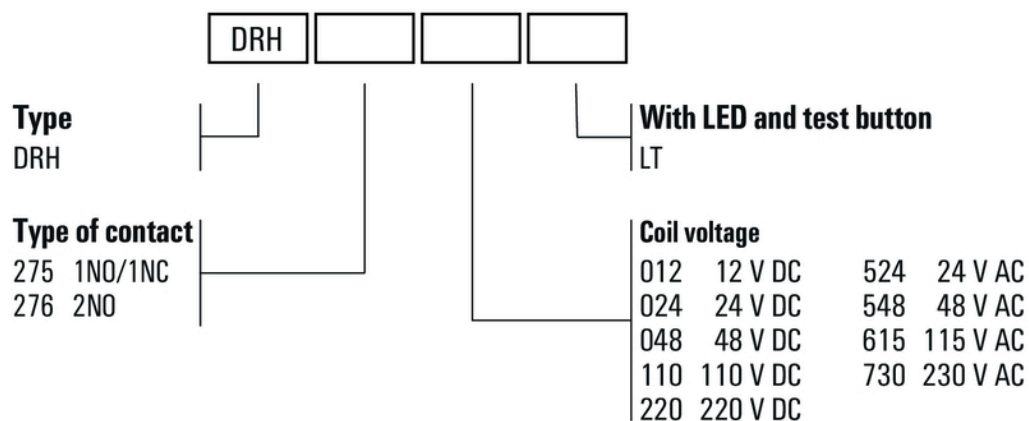 DRH
Type
DRH
With LED and test button
LT
Type of contact
275 1NO/1NC
276 2NO
Coil voltage
012 12 V DC 524 24 V AC
024 24 V DC 548 48 V AC
048 48 V DC 615 115 V AC
110 110 V DC 730 230 V AC
220 220 V DC